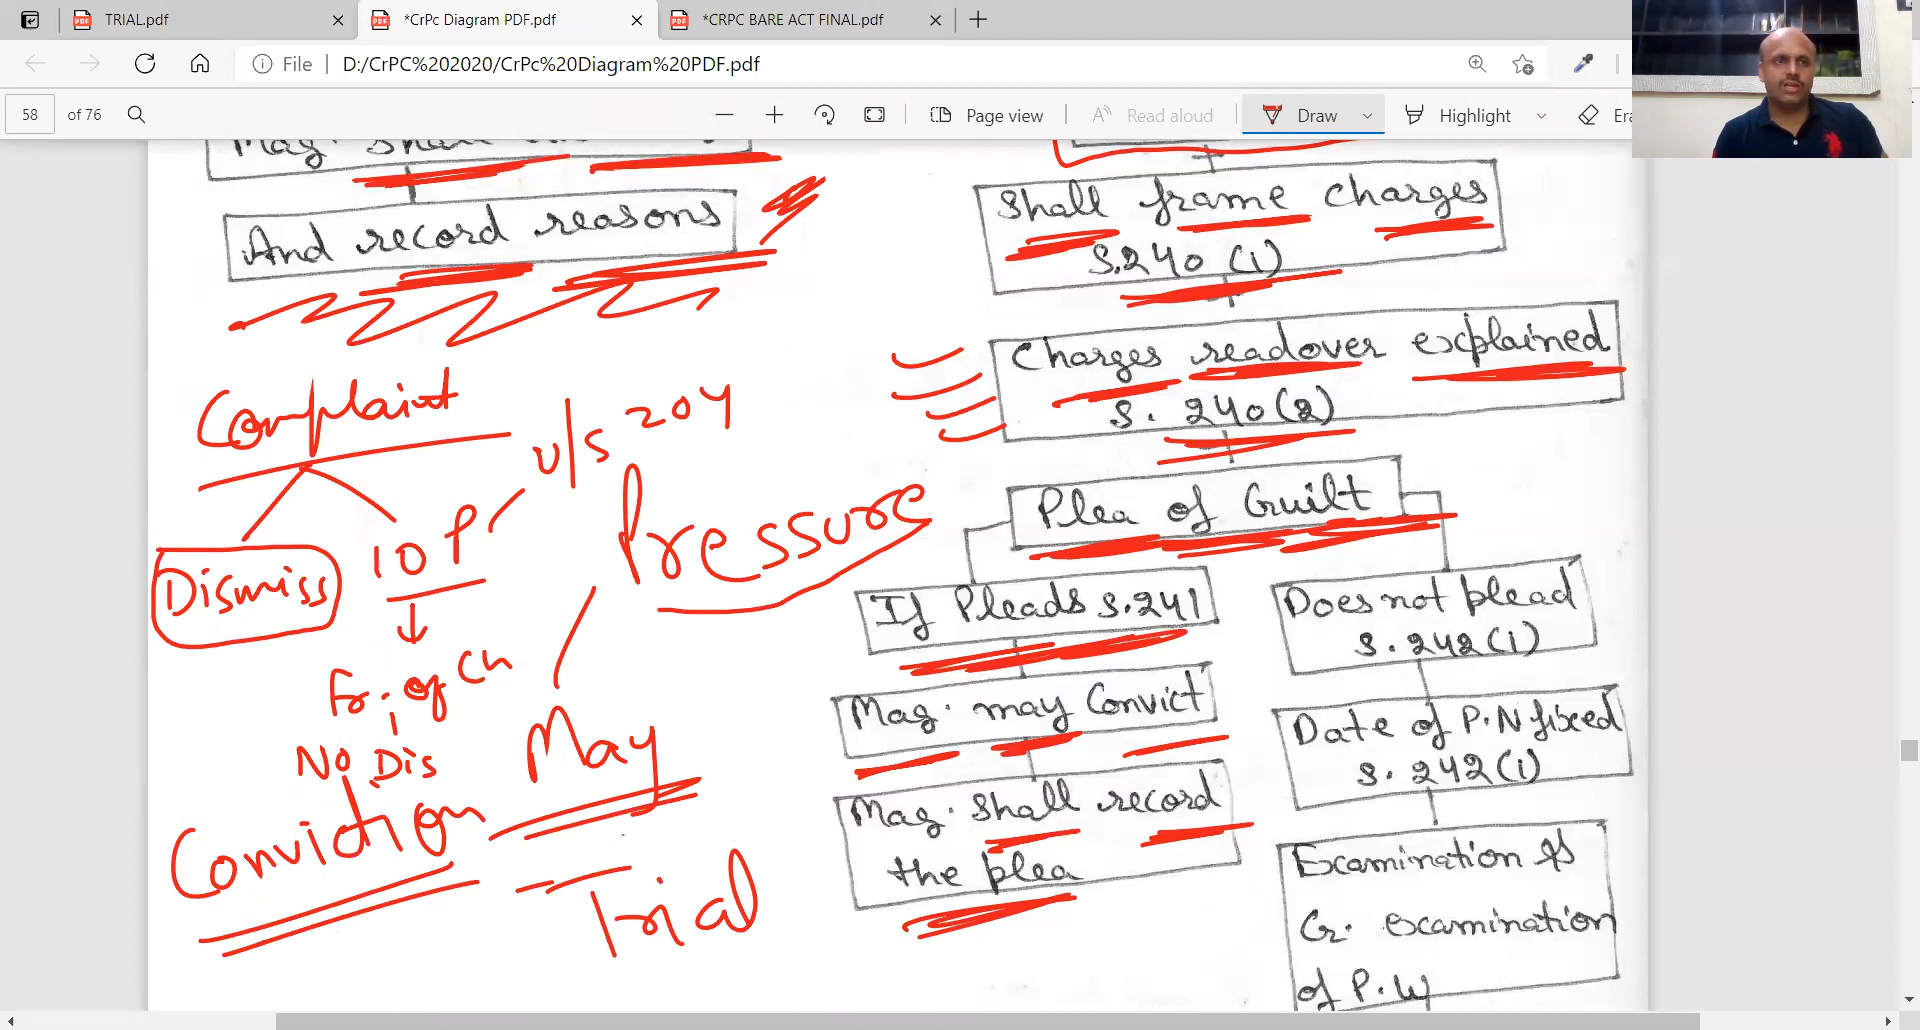 TRIAL.pdf
*CrPc Diagram PDF.pdf
*CRPC BARE ACT FINAL.pdf
File
D:/CrPC%202020/CrPc%20Diagram%20PDF.pdf
58
of 76
Page view
Read aloud
Draw
Highlight
Era
Mag. shall
And record reasons
Complaint
u/s 204
Dismiss
IOP
Pressure
Fr. of Ch
No Dis
May
Conviction
Trial
Shall frame charges
S.240 (1)
Charges readover explained
S. 240(2)
Plea of Guilt
If Pleads S.241
Mag. may Convict
Mag. shall record
the plea
Does not plead
S. 242(1)
Date of P.N fixed
S. 242(1)
Examination &
Cr. examination
of P.W